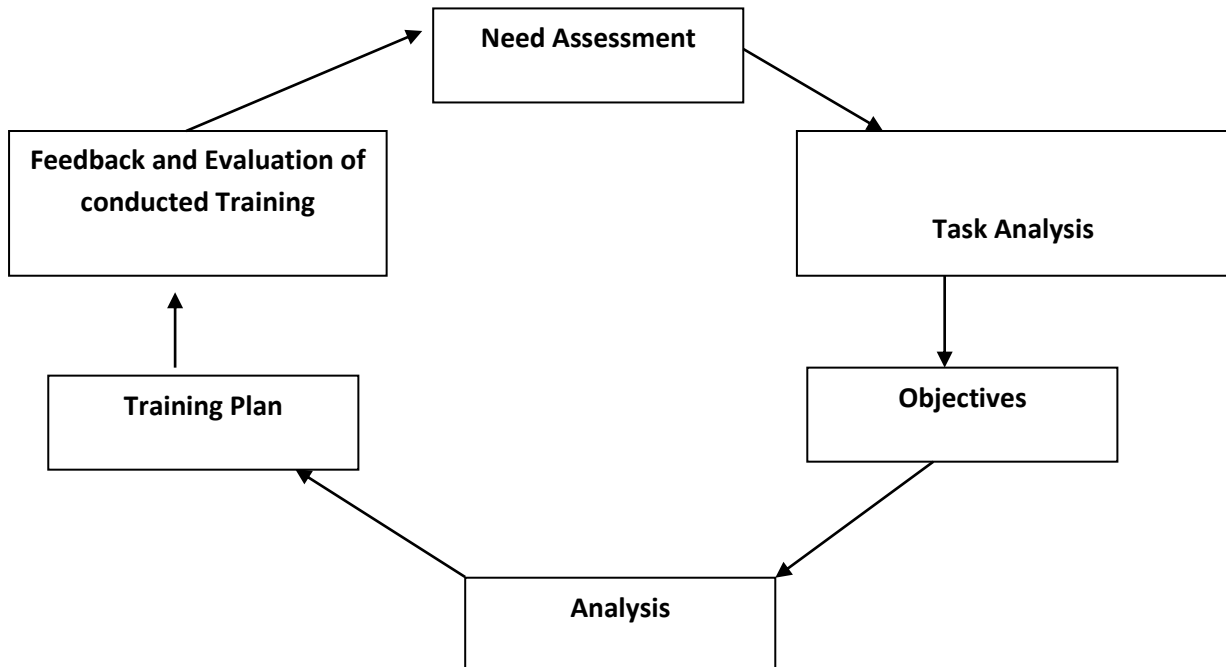 Need Assessment
Feedback and Evaluation of
conducted Training
Task Analysis
Training Plan
Objectives
Analysis